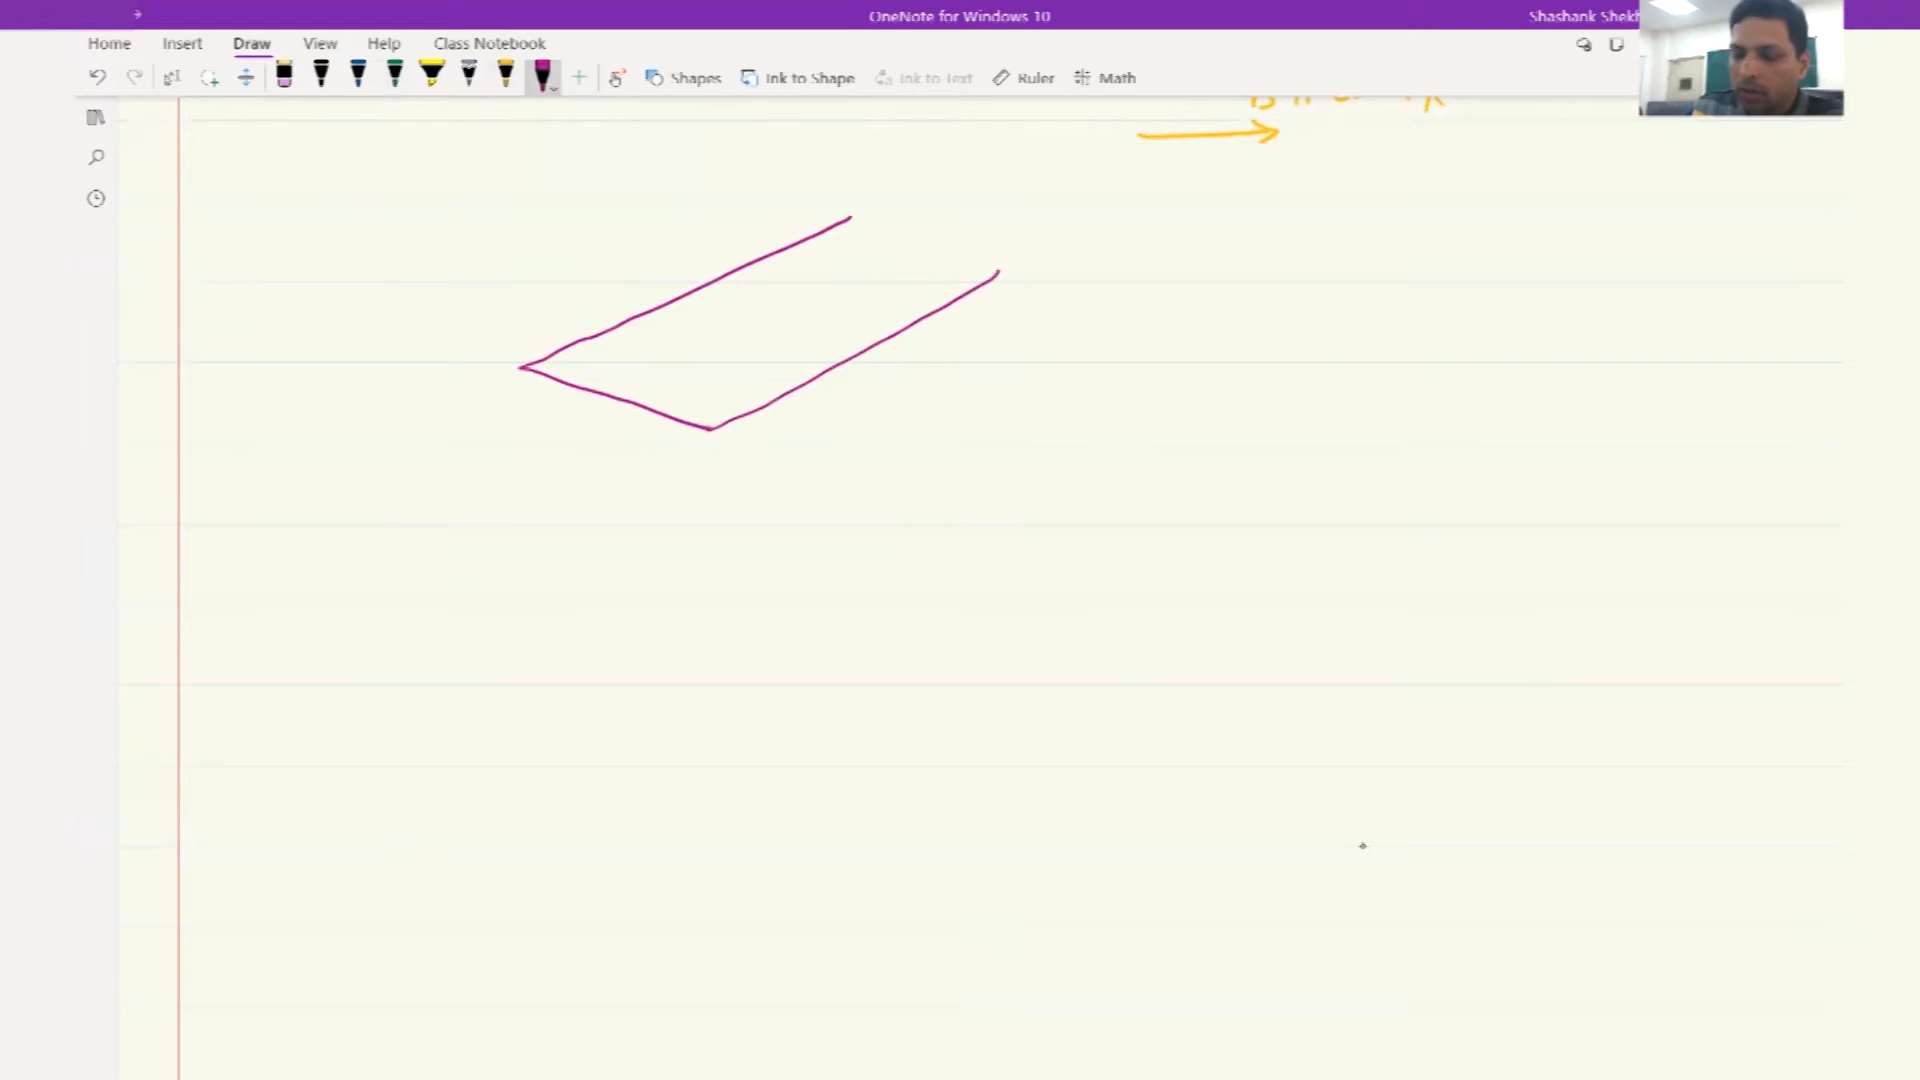 OneNote for Windows 10
Shashank Shekh
Home Insert Draw View Help Class Notebook
Shapes Ink to Shape Ink to Text Ruler Math